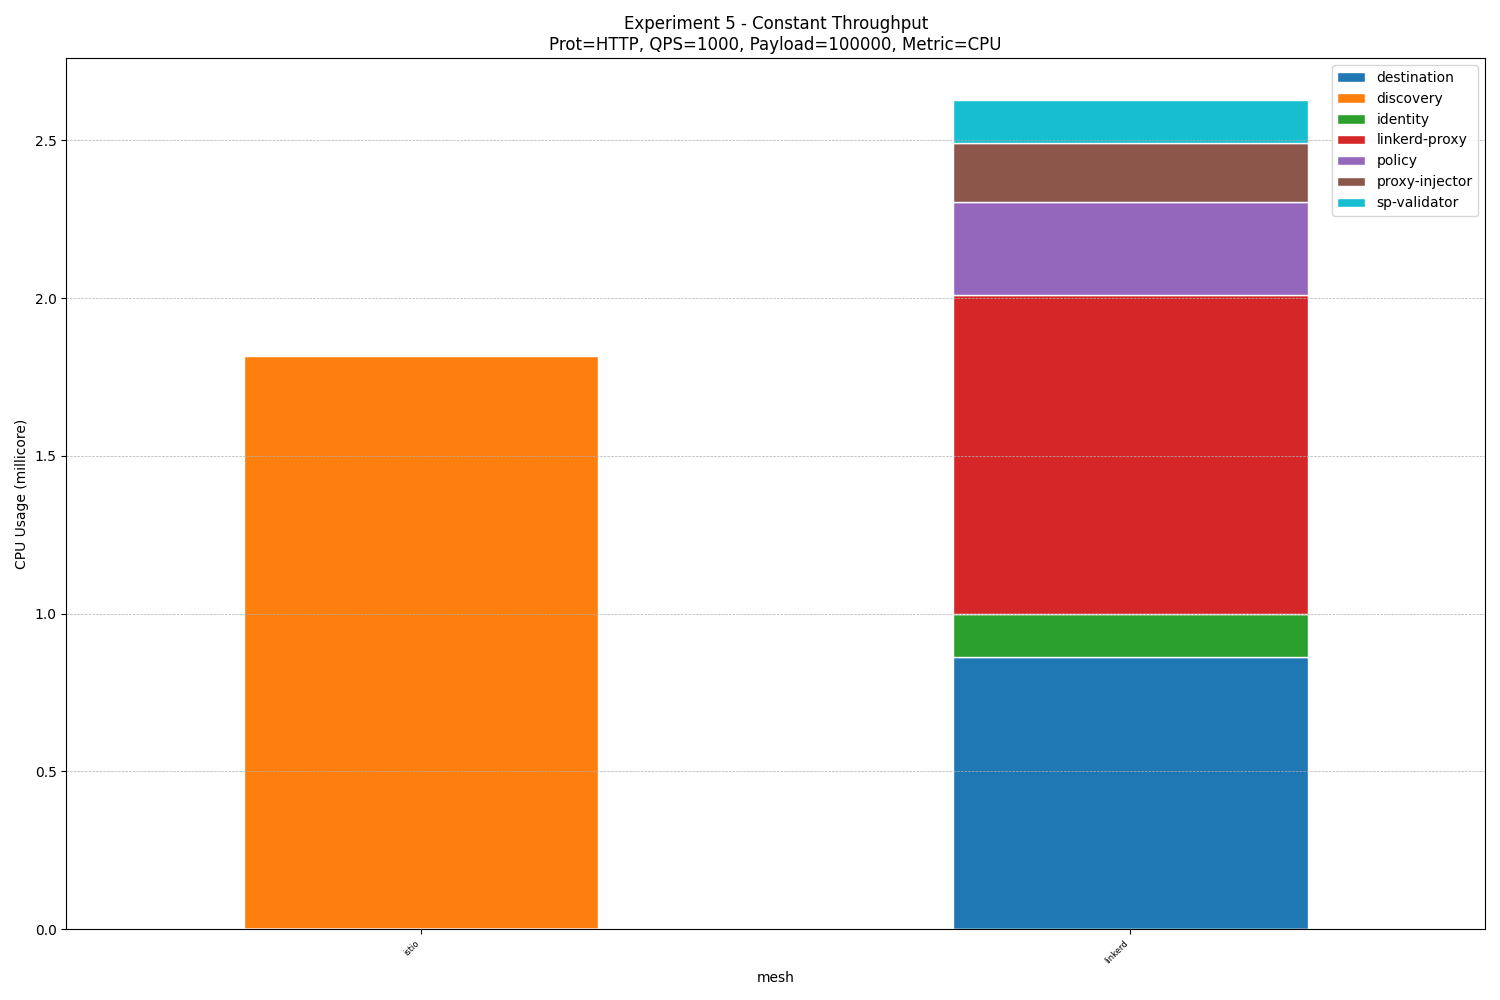 Experiment 5 - Constant Throughput
Prot=HTTP, QPS=1000, Payload=100000, Metric=CPU
destination
discovery
identity
linkerd-proxy
policy
proxy-injector
sp-validator
CPU Usage (millicore)
2.5
2.0
1.5
1.0
0.5
0.0
istio
linkerd
mesh